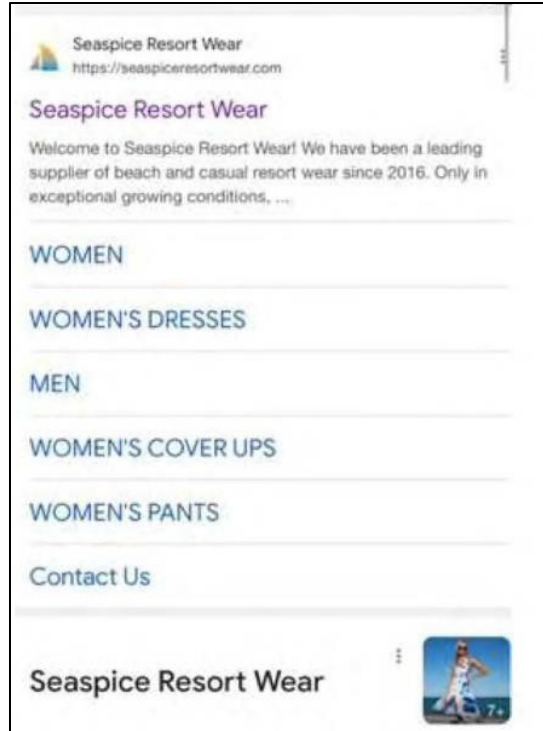 Seaspice Resort Wear
https://seaspiceresortwear.com
Seaspice Resort Wear
Welcome to Seaspice Resort Wear! We have been a leading
supplier of beach and casual resort wear since 2016. Only in
exceptional growing conditions, ...
WOMEN
WOMEN'S DRESSES
MEN
WOMEN'S COVER UPS
WOMEN'S PANTS
Contact Us
Seaspice Resort Wear
7+